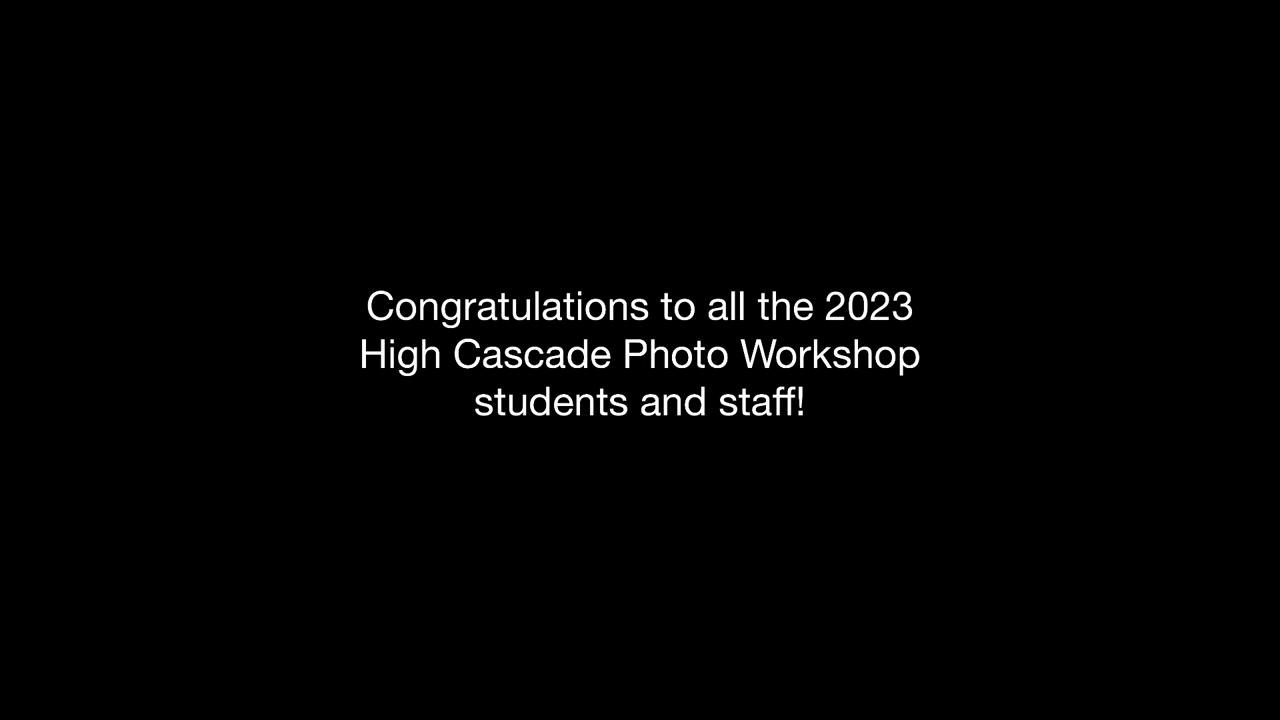 Congratulations to all the 2023
High Cascade Photo Workshop
students and staff!